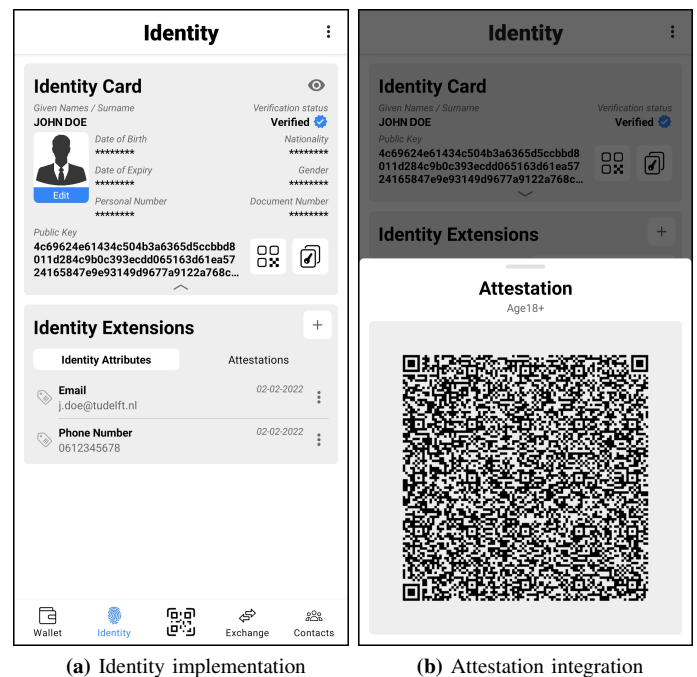 Identity
Identity Card
Given Names / Surname
Verification status
JOHN DOE
Verified
Date of Birth
Nationality
********
********
Date of Expiry
Gender
********
********
Edit
Personal Number
Document Number
********
********
Public Key
4c69624e61434c504b3a6365d5ccbbd8
011d284c9b0c393ecdd065163d61ea57
24165847e9e93149d9677a9122a768c...
Identity Extensions
+
Identity Attributes
Attestations
Email
02-02-2022
j.doe@tudelft.nl
Phone Number
02-02-2022
0612345678
Wallet
Identity
Exchange
Contacts
(a) Identity implementation
Identity
Identity Card
Given Names / Surname
Verification status
JOHN DOE
Verified
Public Key
4c69624e61434c504b3a6365d5ccbbd8
011d284c9b0c393ecdd065163d61ea57
24165847e9e93149d9677a9122a768c...
Identity Extensions
+
Attestation
Age18+
(b) Attestation integration